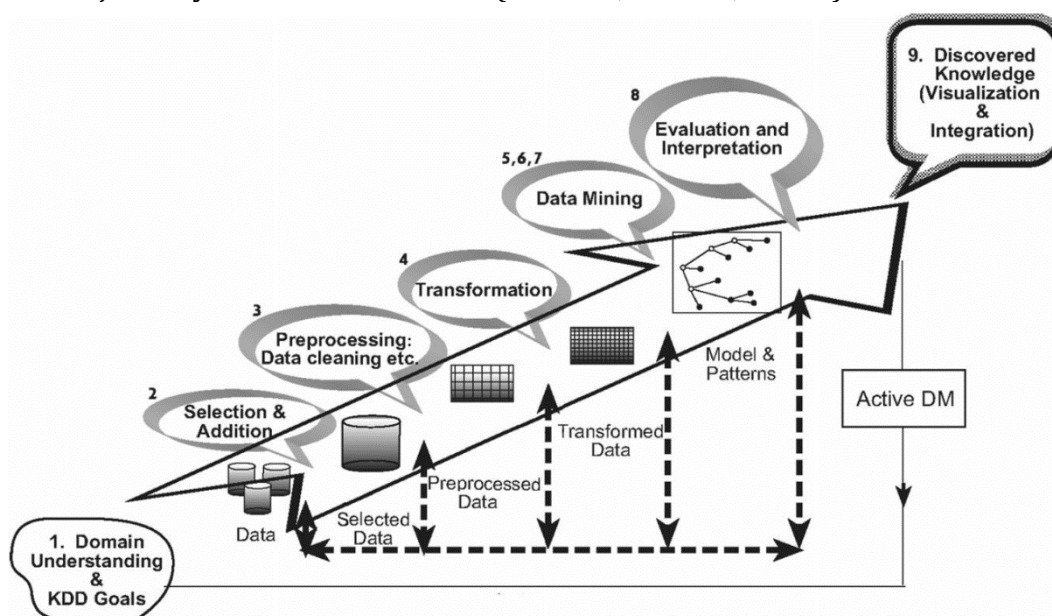 9. Discovered
Knowledge
(Visualization
&
Integration)
8
Evaluation and
Interpretation
5,6,7
Data Mining
4
Transformation
3
Preprocessing:
Data cleaning etc.
2
Selection &
Addition
Model &
Patterns
Active DM
Transformed
Data
Preprocessed
Data
Selected
Data
Data
1. Domain
Understanding
&
KDD Goals